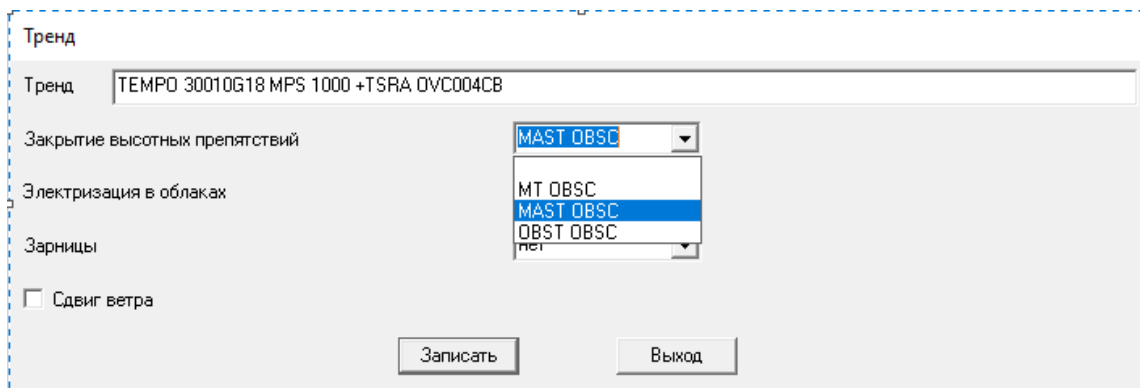 Тренд
Тренд TEMPO 30010G18 MPS 1000 +TSRA OVC004CB
Закрытие высотных препятствий MAST OBSC
MT OBSC
Электризация в облаках MAST OBSC
OBST OBSC
Зарницы нет
Сдвиг ветра
Записать Выход